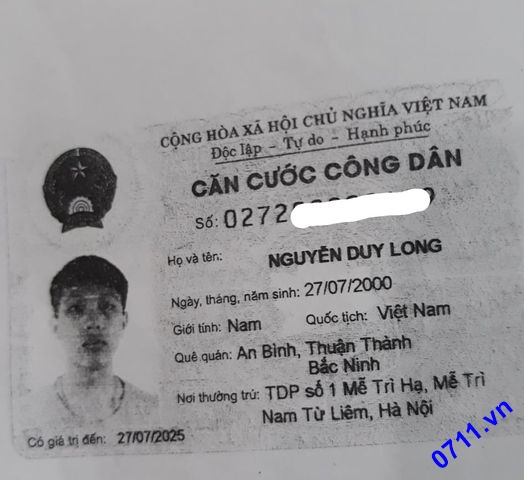 CỘNG HÒA XÃ HỘI CHỦ NGHĨA VIỆT NAM
Độc lập - Tự do - Hạnh phúc
CĂN CƯỚC CÔNG DÂN
Số: 0272
Họ và tên: NGUYỄN DUY LONG
Ngày, tháng, năm sinh: 27/07/2000
Giới tính: Nam Quốc tịch: Việt Nam
Quê quán: An Bình, Thuận Thành
Bắc Ninh
Nơi thường trú: TDP số 1 Mễ Trì Hạ, Mễ Trì
Nam Từ Liêm, Hà Nội
Có giá trị đến: 27/07/2025
0711.vn